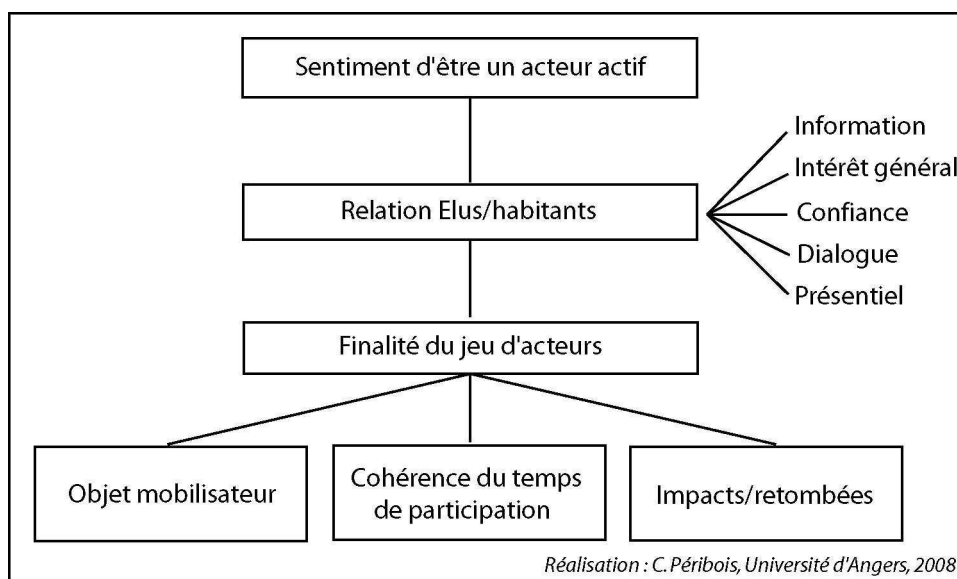 Sentiment d'être un acteur actif
Relation Elus/habitants
Information
Intérêt général
Confiance
Dialogue
Présentiel
Finalité du jeu d'acteurs
Objet mobilisateur
Cohérence du temps
de participation
Impacts/retombées
Réalisation : C. Péribois, Université d'Angers, 2008